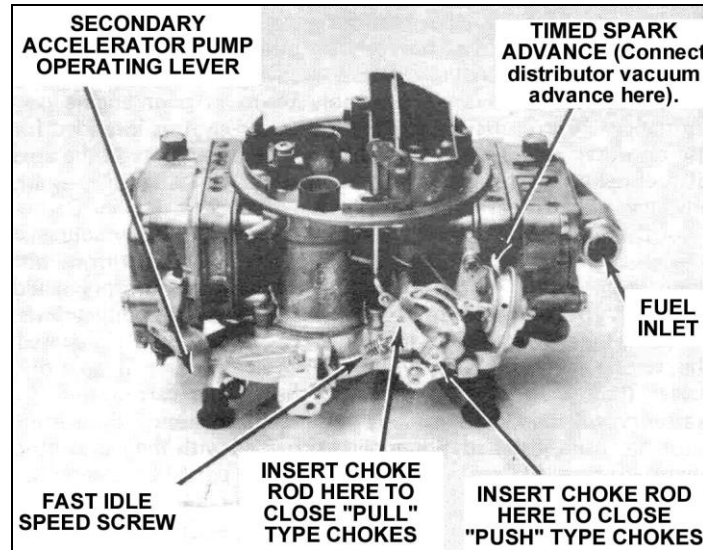 SECONDARY
ACCELERATOR PUMP
OPERATING LEVER
TIMED SPARK
ADVANCE (Connect
distributor vacuum
advance here).
FUEL
INLET
FAST IDLE
SPEED SCREW
INSERT CHOKE
ROD HERE TO
CLOSE "PULL"
TYPE CHOKES
INSERT CHOKE ROD
HERE TO CLOSE
"PUSH" TYPE CHOKES